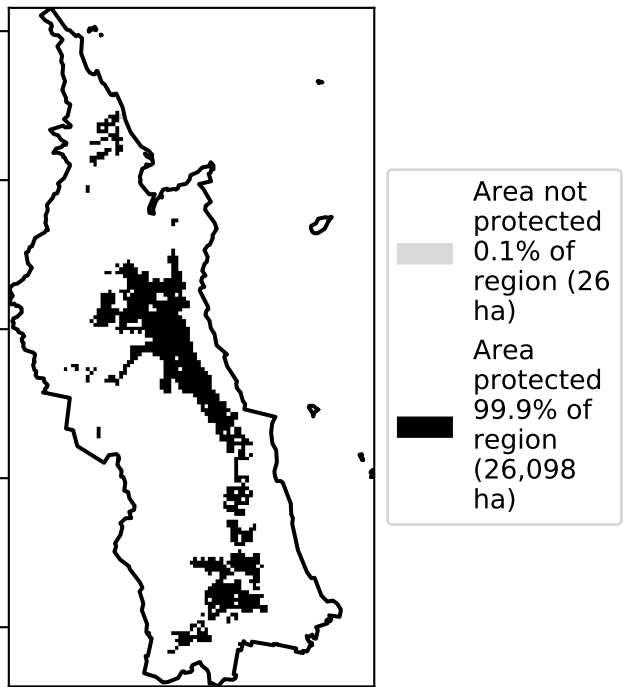 Area not
protected
0.1% of
region (26
ha)
Area
protected
99.9% of
region
(26,098
ha)